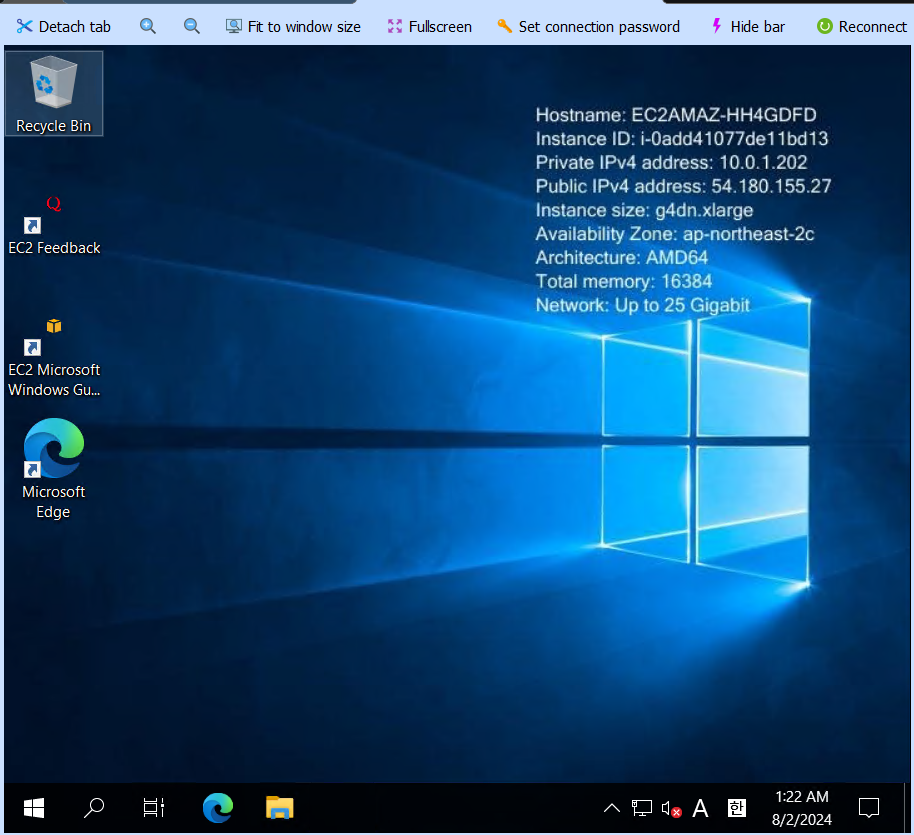 Detach tab
Fit to window size
Fullscreen
Set connection password
Hide bar
Reconnect
Recycle Bin
Hostname: EC2AMAZ-HH4GDFD
Instance ID: i-0add41077de11bd13
Private IPv4 address: 10.0.1.202
Public IPv4 address: 54.180.155.27
Instance size: g4dn.xlarge
Availability Zone: ap-northeast-2c
Architecture: AMD64
Total memory: 16384
Network: Up to 25 Gigabit
Q
EC2 Feedback
EC2 Microsoft
Windows Gu...
Microsoft
Edge
A
한
1:22 AM
8/2/2024